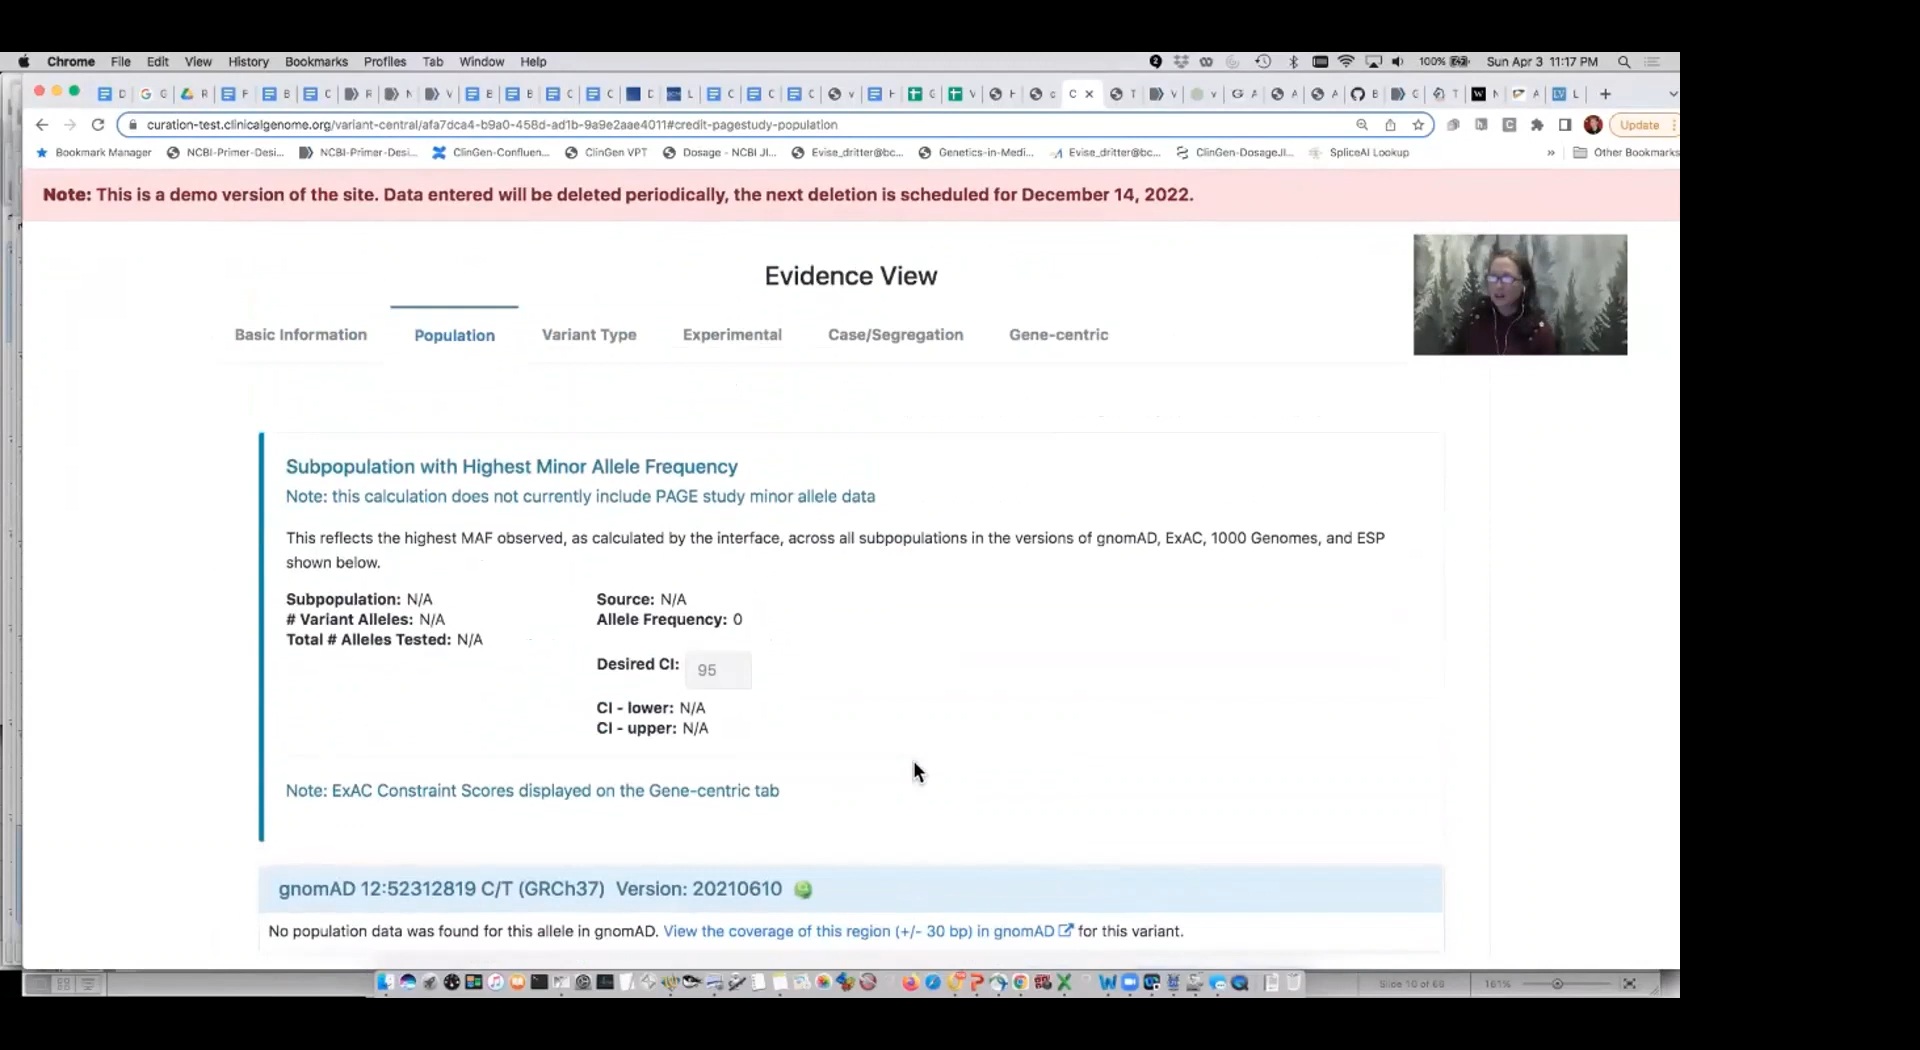 Chrome File Edit View History Bookmarks Profiles Tab Window Help
100% Sun Apr 3 11:17 PM
curation-test.clinicalgenome.org/variant-central/afa7dca4-b9a0-458d-ad1b-9a9e2aae4011#credit-pagestudy-population
Update
Bookmark Manager NCBI-Primer-Desi... NCBI-Primer-Desi... ClinGen-Confluen... ClinGen VPT Dosage - NCBI JI... Evise_dritter@bc... Genetics-in-Medi... Evise_dritter@bc... ClinGen-DosageJI... SpliceAI Lookup » Other Bookmarks
Note: This is a demo version of the site. Data entered will be deleted periodically, the next deletion is scheduled for December 14, 2022.
Evidence View
Basic Information Population Variant Type Experimental Case/Segregation Gene-centric
Subpopulation with Highest Minor Allele Frequency
Note: this calculation does not currently include PAGE study minor allele data
This reflects the highest MAF observed, as calculated by the interface, across all subpopulations in the versions of gnomAD, ExAC, 1000 Genomes, and ESP
shown below.
Subpopulation: N/A Source: N/A
# Variant Alleles: N/A Allele Frequency: 0
Total # Alleles Tested: N/A
Desired CI: 95
CI - lower: N/A
CI - upper: N/A
Note: ExAC Constraint Scores displayed on the Gene-centric tab
gnomAD 12:52312819 C/T (GRCh37) Version: 20210610
No population data was found for this allele in gnomAD. View the coverage of this region (+/- 30 bp) in gnomAD for this variant.
Slide 10 of 68 161%